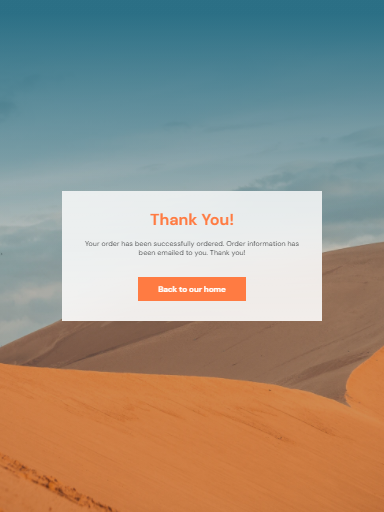 Thank You!
Your order has been successfully ordered. Order information has
been emailed to you. Thank you!
Back to our home